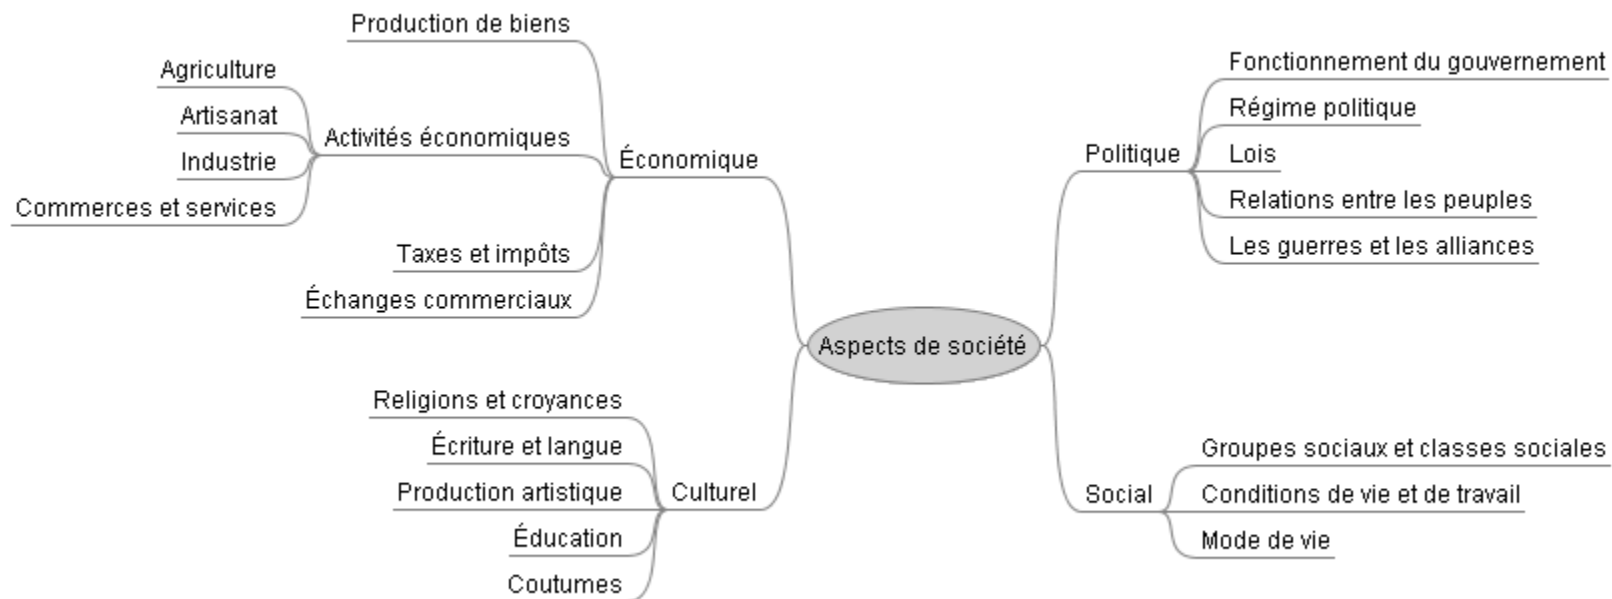 Production de biens
Agriculture
Artisanat
Industrie
Commerces et services
Activités économiques
Taxes et impôts
Échanges commerciaux
Économique
Religions et croyances
Écriture et langue
Production artistique
Éducation
Coutumes
Culturel
Aspects de société
Politique
Fonctionnement du gouvernement
Régime politique
Lois
Relations entre les peuples
Les guerres et les alliances
Social
Groupes sociaux et classes sociales
Conditions de vie et de travail
Mode de vie